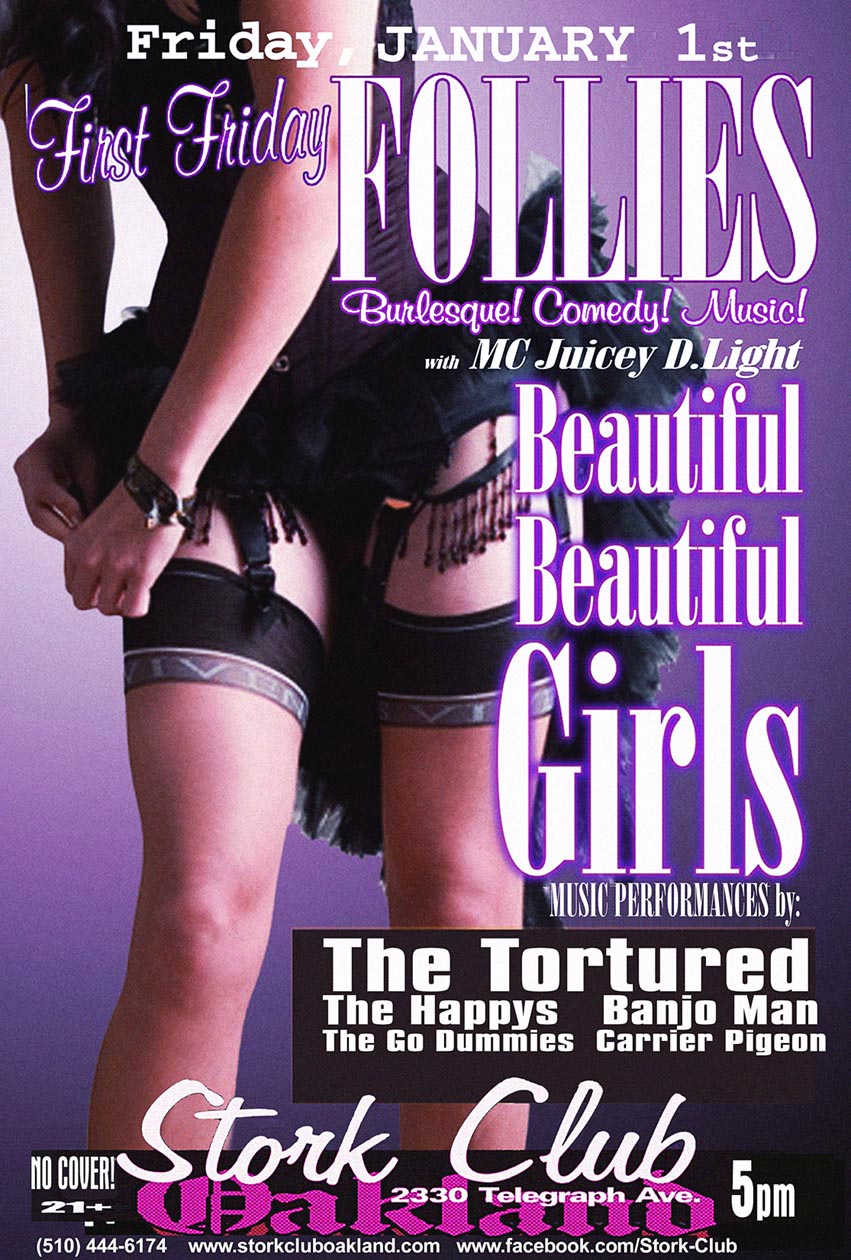 Friday, JANUARY 1st
First Friday
FOLLIES
Burlesque! Comedy! Music!
with MC Juicey D.Light
Beautiful
Beautiful
Girls
MUSIC PERFORMANCES by:
The Tortured
The Happys Banjo Man
The Go Dummies Carrier Pigeon
Stork Club
Oakland
NO COVER!
21+
2330 Telegraph Ave.
5pm
(510) 444-6174 www.storkcluboakland.com www.facebook.com/Stork-Club